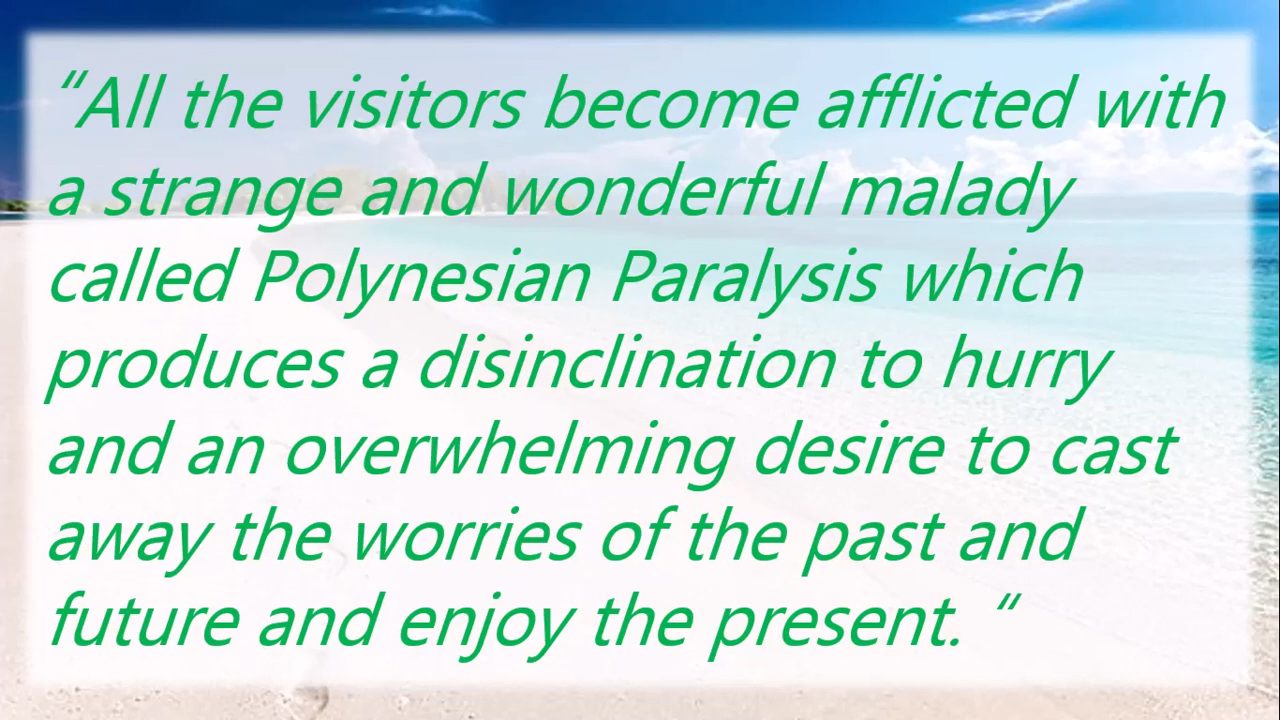 “All the visitors become afflicted with
a strange and wonderful malady
called Polynesian Paralysis which
produces a disinclination to hurry
and an overwhelming desire to cast
away the worries of the past and
future and enjoy the present. “